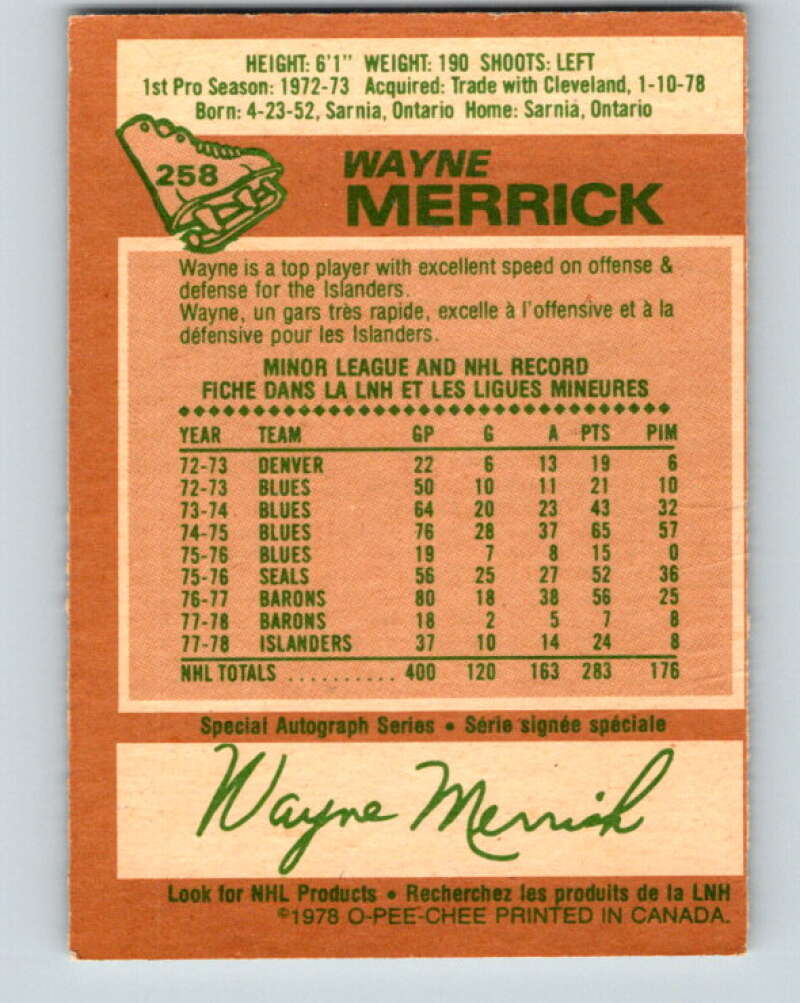 HEIGHT: 6'1" WEIGHT: 190 SHOOTS: LEFT
1st Pro Season: 1972-73 Acquired: Trade with Cleveland, 1-10-78
Born: 4-23-52, Sarnia, Ontario Home: Sarnia, Ontario
258
WAYNE
MERRICK
Wayne is a top player with excellent speed on offense &
defense for the Islanders.
Wayne, un gars très rapide, excelle à l'offensive et à la
défensive pour les Islanders.
MINOR LEAGUE AND NHL RECORD
FICHE DANS LA LNH ET LES LIGUES MINEURES
YEAR TEAM GP G A PTS PIM
72-73 DENVER 22 6 13 19 6
72-73 BLUES 50 10 11 21 10
73-74 BLUES 64 20 23 43 32
74-75 BLUES 76 28 37 65 57
75-76 BLUES 19 7 8 15 0
75-76 SEALS 56 25 27 52 36
76-77 BARONS 80 18 38 56 25
77-78 BARONS 18 2 5 7 8
77-78 ISLANDERS 37 10 14 24 8
NHL TOTALS .......... 400 120 163 283 176
Special Autograph Series • Série signée spéciale
Wayne Merrick
Look for NHL Products • Recherchez les produits de la LNH
©1978 O-PEE-CHEE PRINTED IN CANADA.